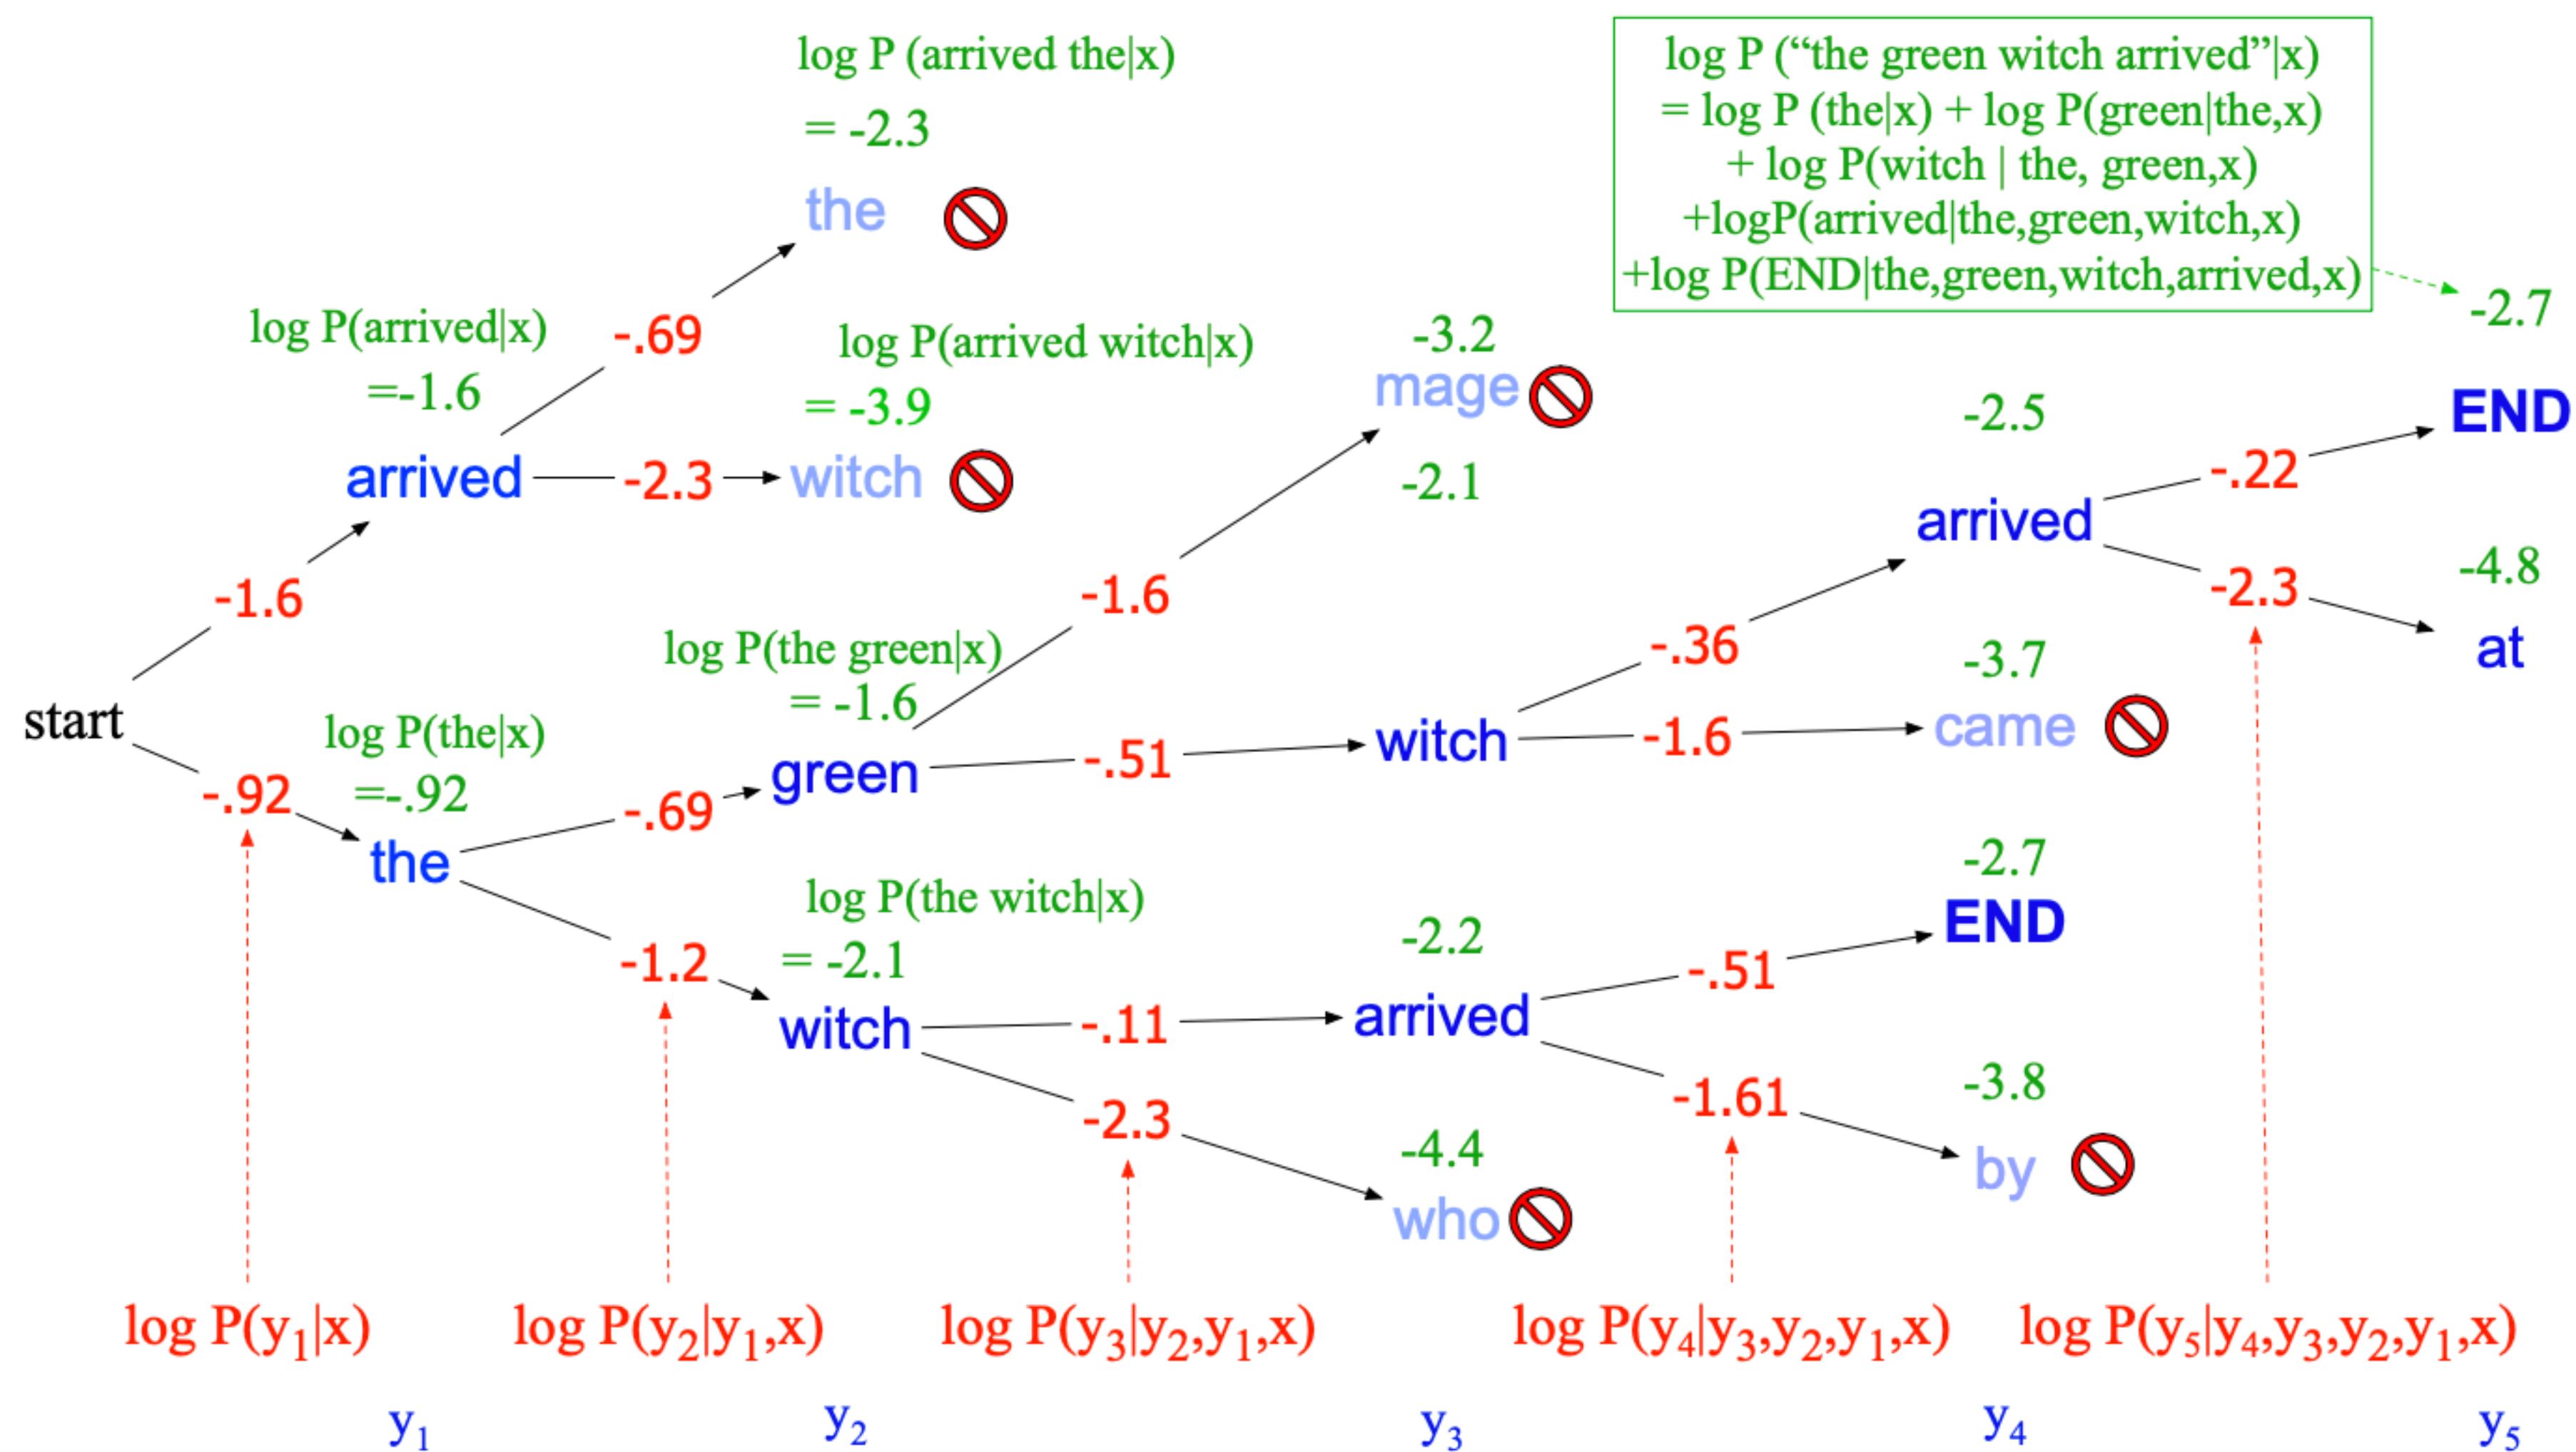 log P (arrived the|x)
= -2.3
the
log P (“the green witch arrived”|x)
= log P (the|x) + log P(green|the,x)
+ log P(witch | the, green,x)
+logP(arrived|the,green,witch,x)
+log P(END|the,green,witch,arrived,x)
-2.7
log P(arrived|x)
=-1.6
-.69
log P(arrived witch|x)
= -3.9
-3.2
mage
-2.1
-2.5
END
-.22
arrived
-2.3
witch
arrived
-2.3
-4.8
at
-1.6
-1.6
log P(the green|x)
= -1.6
-.36
-3.7
start
log P(the|x)
=-.92
-.92
the
-.69
green
-.51
witch
-1.6
came
-2.7
END
log P(the witch|x)
= -2.1
-1.2
witch
-.11
-2.2
arrived
-.51
-1.61
-3.8
by
-2.3
-4.4
who
log P(y₁|x)
log P(y₂|y₁,x)
log P(y₃|y₂,y₁,x)
log P(y₄|y₃,y₂,y₁,x)
log P(y₅|y₄,y₃,y₂,y₁,x)
y₁
y₂
y₃
y₄
y₅